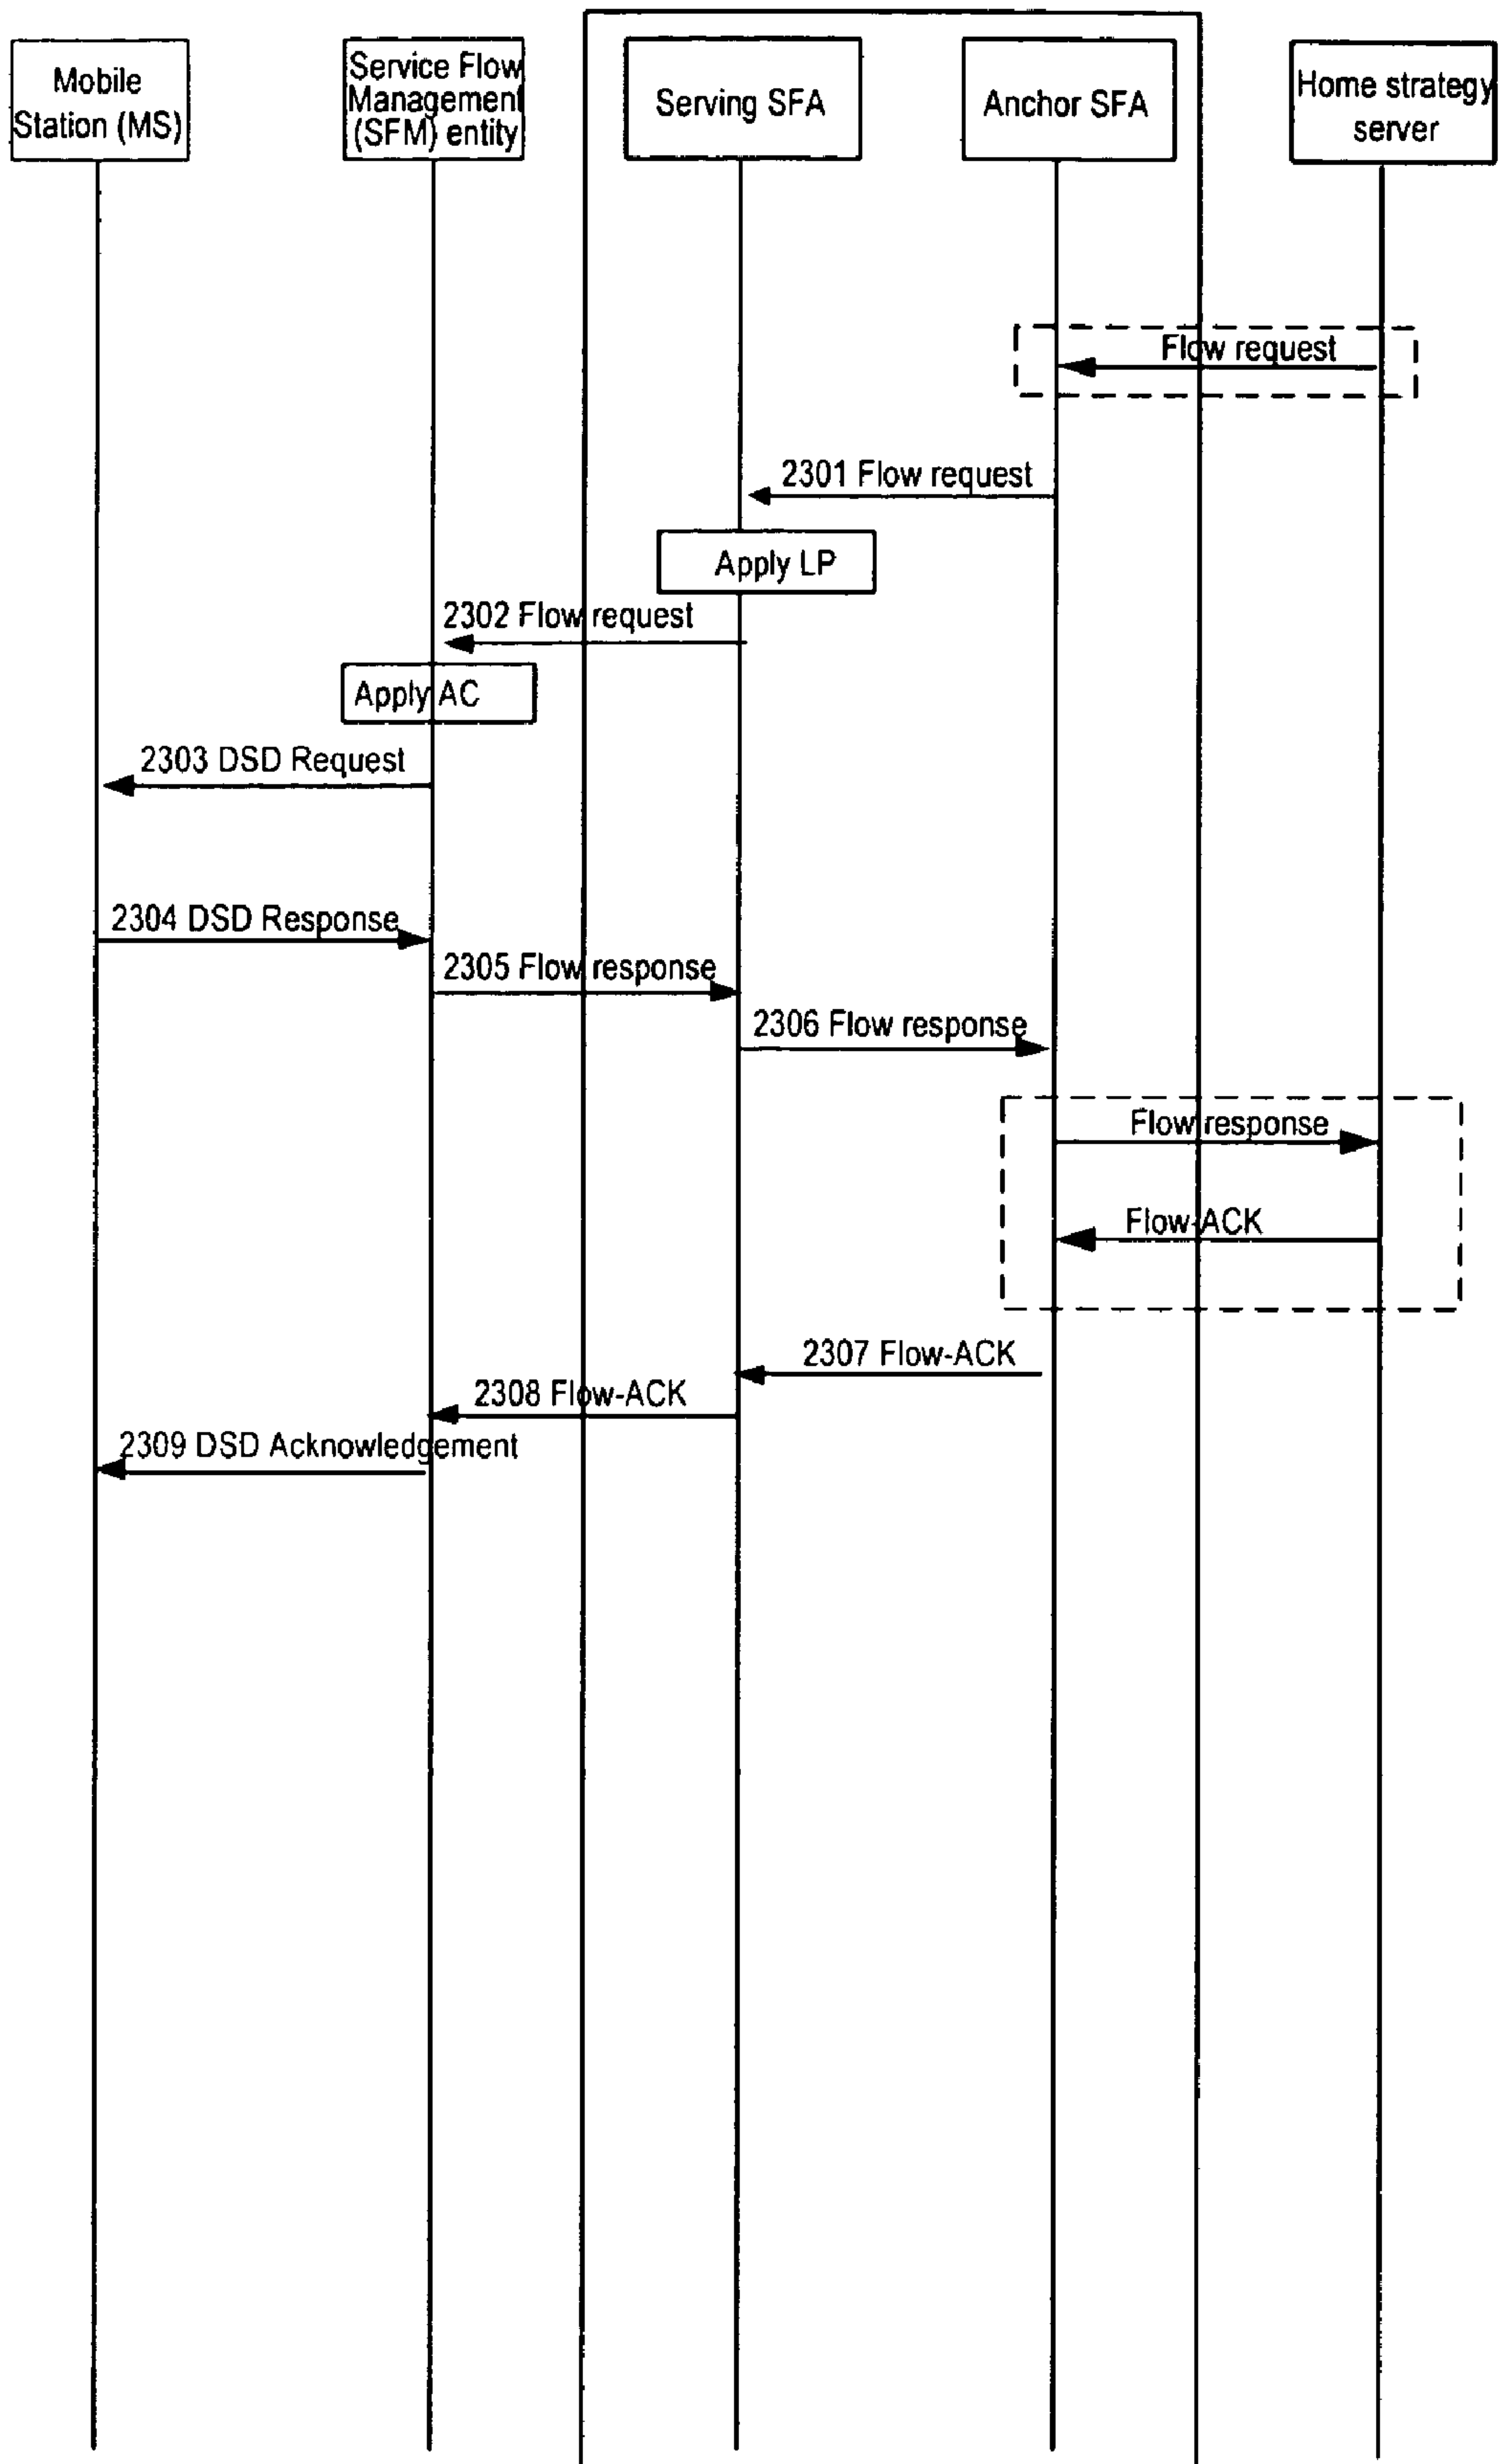 Mobile
Station (MS)
Service Flow
Management
(SFM) entity
Serving SFA
Anchor SFA
Home strategy
server
Flow request
2301 Flow request
Apply LP
2302 Flow request
Apply AC
2303 DSD Request
2304 DSD Response
2305 Flow response
2306 Flow response
Flow response
Flow-ACK
2307 Flow-ACK
2308 Flow-ACK
2309 DSD Acknowledgement